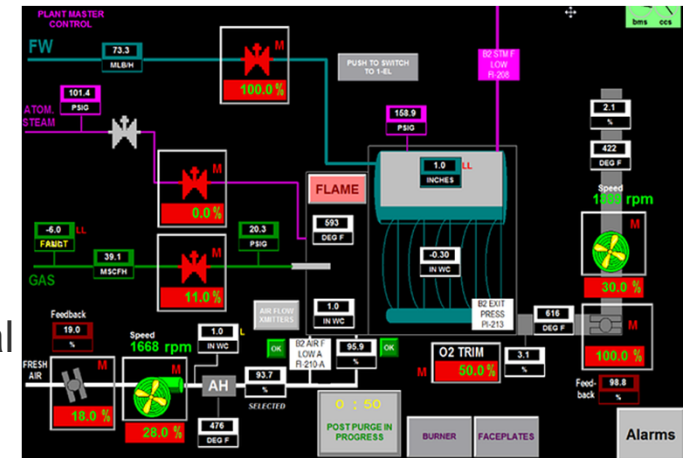 PLANT MASTER
CONTROL
bms ccs
FW
73.3
MLB/H
M
100.0 %
PUSH TO SWITCH
TO 1-EL
B2 STM F
LOW
FI-208
101.4
PSIG
ATOM.
STEAM
158.9
PSIG
2.1
%
M
0.0 %
1.0
INCHES
LL
422
DEG F
FLAME
Speed
1889 rpm
-6.0
LL
593
DEG F
M
39.1
MSCFH
M
20.3
PSIG
-0.30
IN WC
GAS
11.0 %
30.0 %
AIR FLOW
XMITTERS
1.0
IN WC
B2 EXIT
PRESS
PI-213
616
DEG F
M
Feedback
19.0
%
Speed
1668 rpm
1.0
IN WC
L
OK
B2 AIR F
LOW A
FI-210-A
95.9
%
OK
O2 TRIM
M
50.0 %
3.1
%
100.0 %
al
FRESH
AIR
M
M
AH
93.7
%
SELECTED
Feed-
back
98.8
%
18.0 %
28.0 %
476
DEG F
0 : 50
POST PURGE IN
PROGRESS
BURNER
FACEPLATES
Alarms